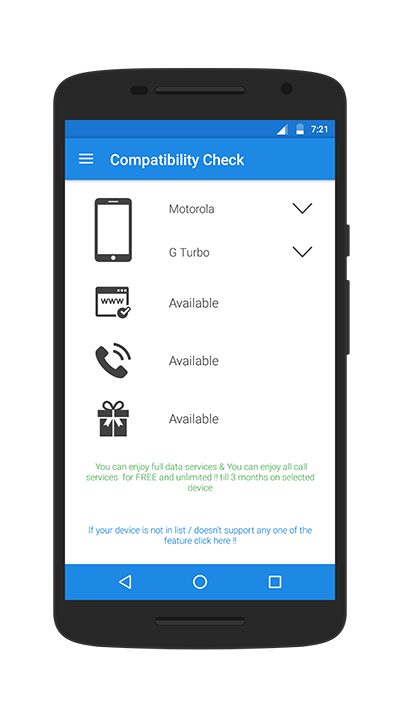 7:21
Compatibility Check
Motorola
G Turbo
WWW
Available
Available
Available
You can enjoy full data services & You can enjoy all call
services for FREE and unlimited !! till 3 months on selected
device
If your device is not in list / doesn't support any one of the
feature click here !!